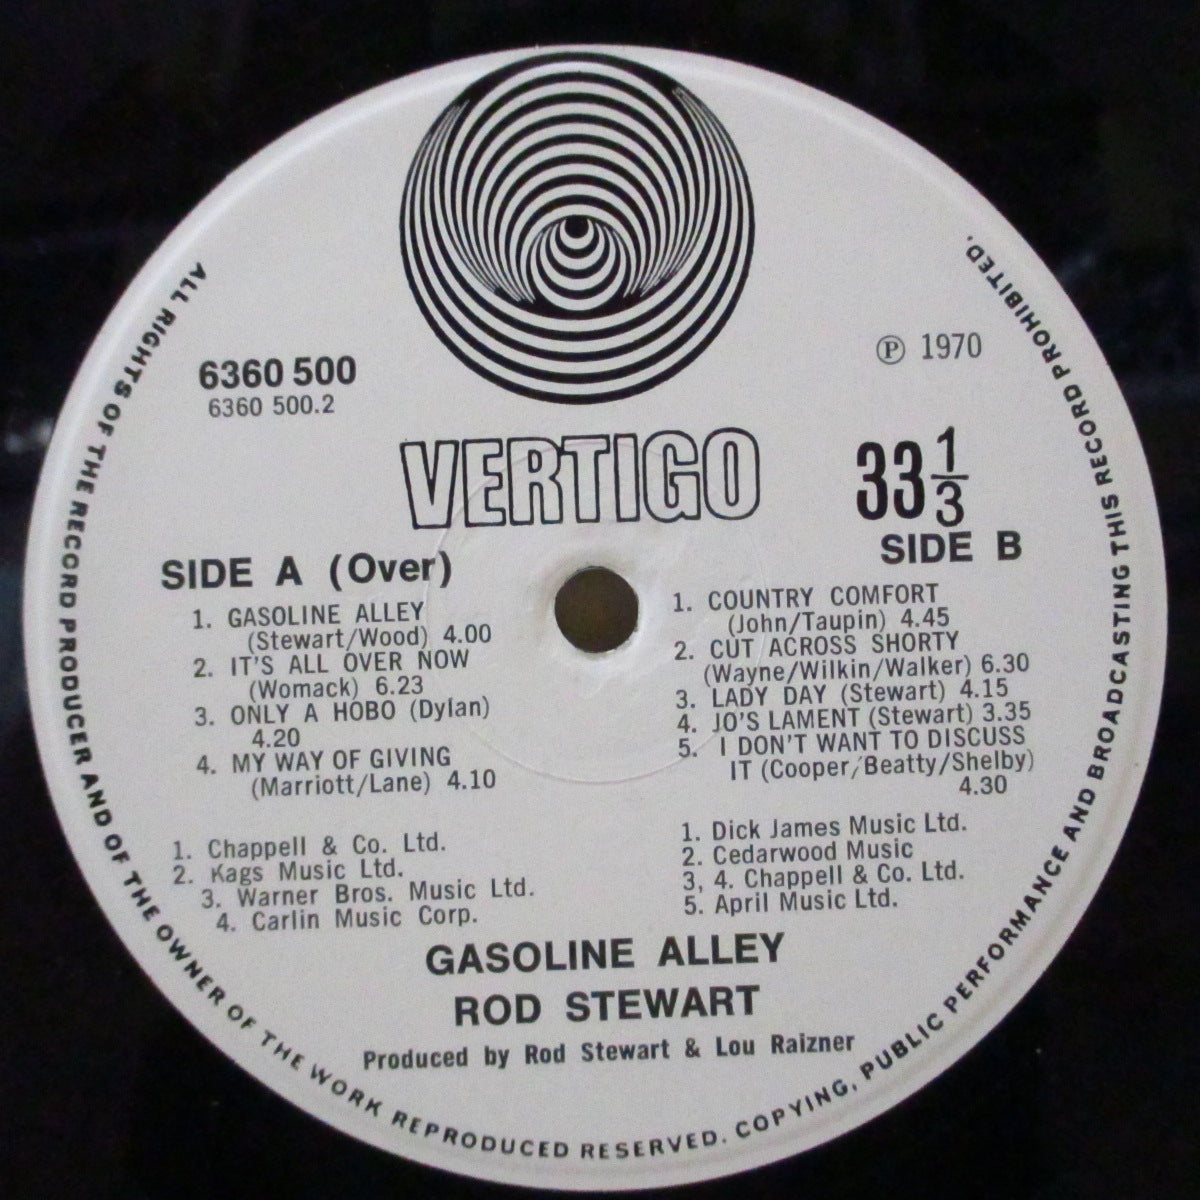 ALL RIGHTS OF THE RECORD PRODUCER AND OF THE OWNER OF THE WORK REPRODUCED RESERVED. COPYING, PUBLIC PERFORMANCE AND BROADCASTING THIS RECORD PROHIBITED.
6360 500
6360 500.2
℗ 1970
VERTIGO
33 1/3
SIDE A (Over)
1. GASOLINE ALLEY
(Stewart/Wood) 4.00
2. IT'S ALL OVER NOW
(Womack) 6.23
3. ONLY A HOBO (Dylan)
4.20
4. MY WAY OF GIVING
(Marriott/Lane) 4.10
1. Chappell & Co. Ltd.
2. Kags Music Ltd.
3. Warner Bros. Music Ltd.
4. Carlin Music Corp.
SIDE B
1. COUNTRY COMFORT
(John/Taupin) 4.45
2. CUT ACROSS SHORTY
(Wayne/Wilkin/Walker) 6.30
3. LADY DAY (Stewart) 4.15
4. JO'S LAMENT (Stewart) 3.35
5. I DON'T WANT TO DISCUSS
IT (Cooper/Beatty/Shelby)
4.30
1. Dick James Music Ltd.
2. Cedarwood Music
3, 4. Chappell & Co. Ltd.
5. April Music Ltd.
GASOLINE ALLEY
ROD STEWART
Produced by Rod Stewart & Lou Raizner